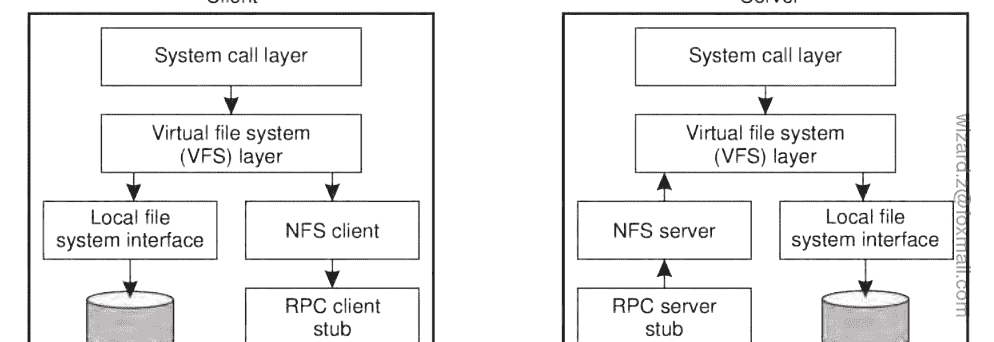 Client
Server
System call layer
System call layer
Virtual file system
(VFS) layer
Virtual file system
(VFS) layer
Local file
system interface
NFS client
NFS server
Local file
system interface
RPC client
stub
RPC server
stub
wizard.z@foxmail.com